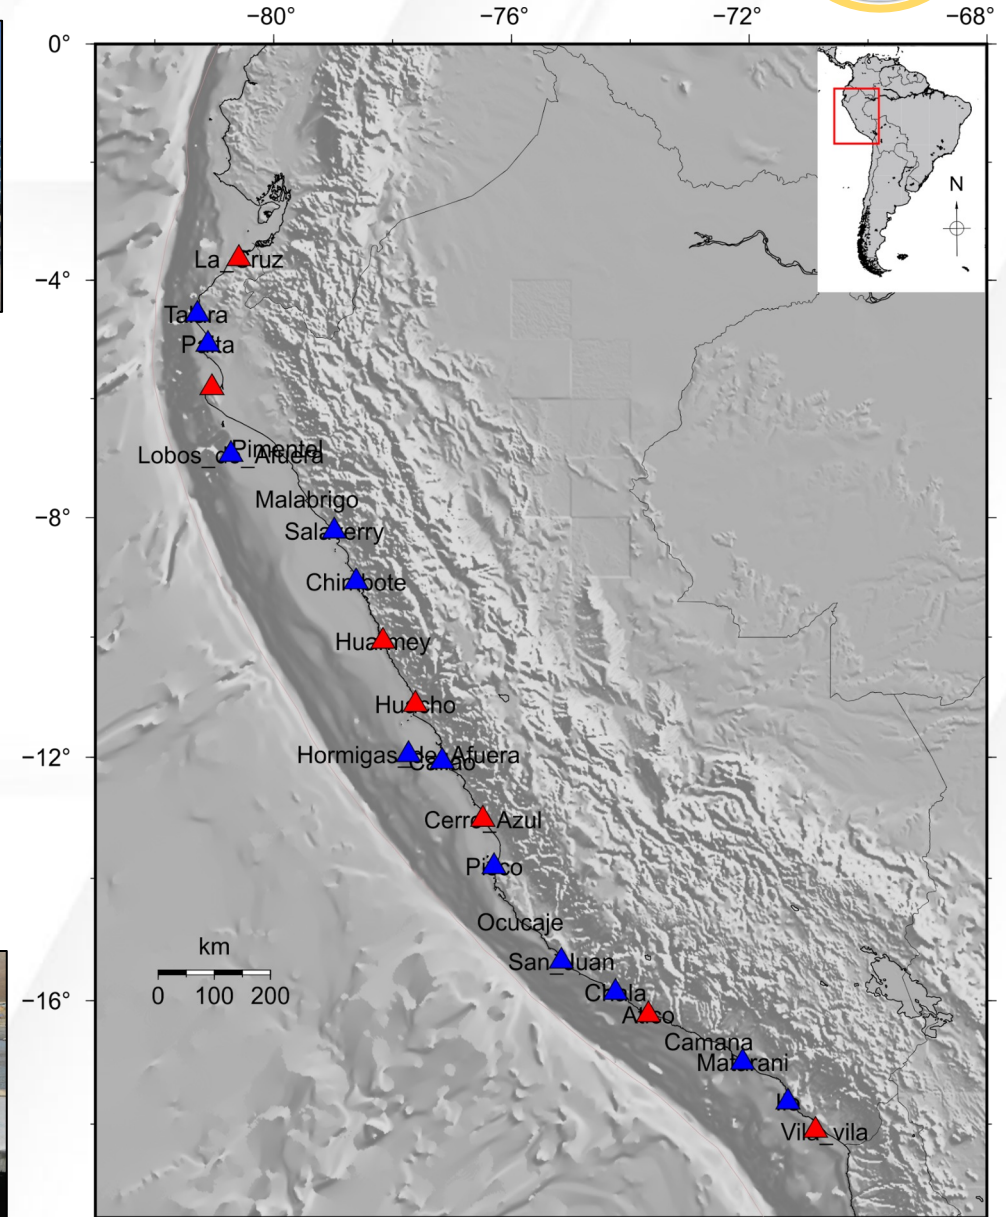 −80° −76° −72° −68°
0°
N
La_Cruz
−4°
Talara
Paita
Pimentel
Lobos_de_Afuera
Malabrigo
−8°
Salaverry
Chimbote
Huarmey
Huacho
Hormigas_de_Afuera
−12°
Callao
Cerro_Azul
Pisco
Ocucaje
km
San_Juan
0 100 200
Chala
−16°
Atico
Camana
Matarani
Ilo
Vila_vila